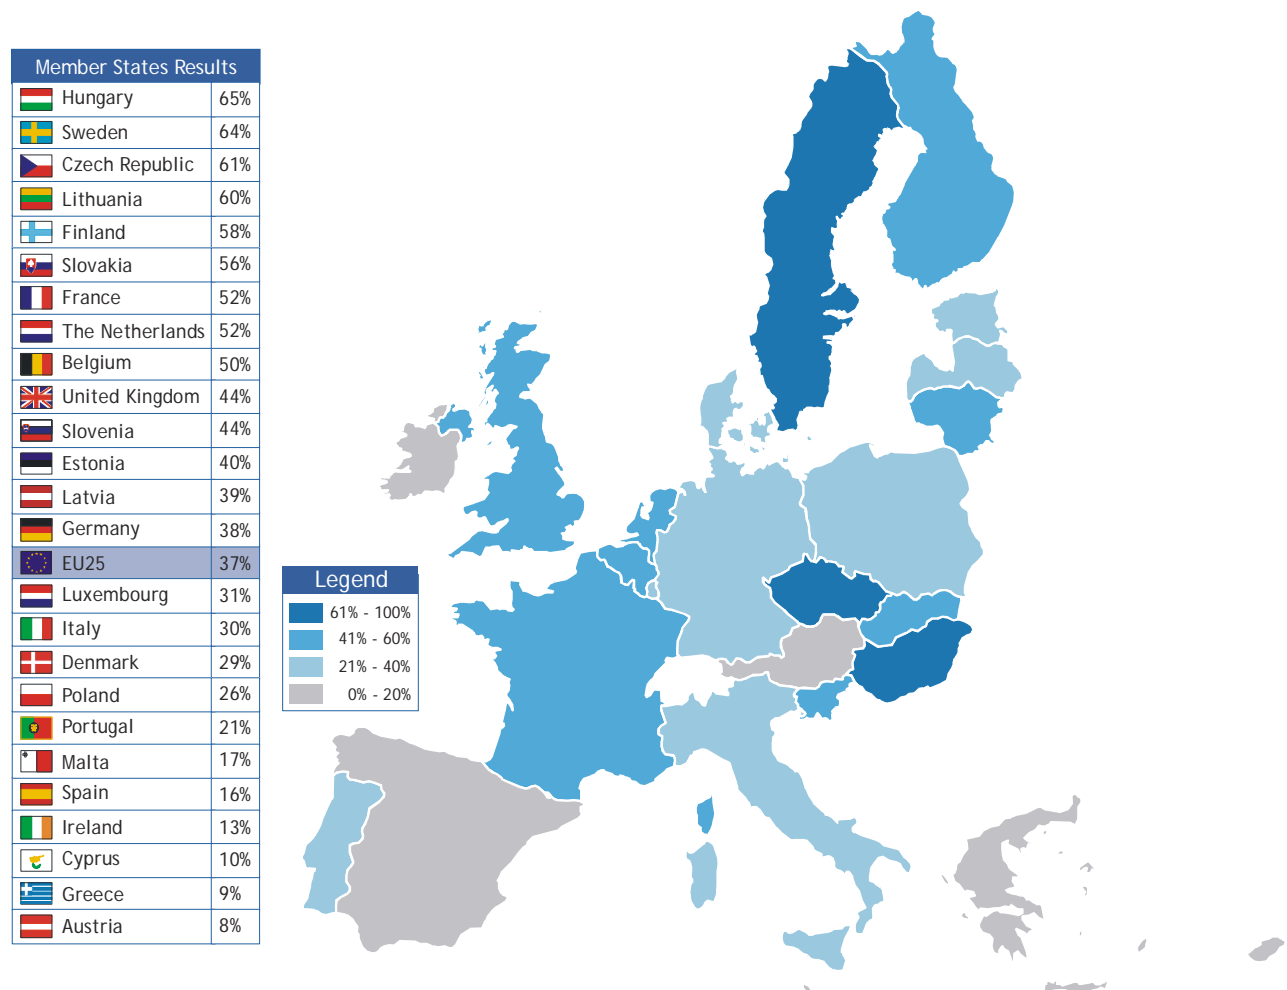 Member States Results
Hungary 65%
Sweden 64%
Czech Republic 61%
Lithuania 60%
Finland 58%
Slovakia 56%
France 52%
The Netherlands 52%
Belgium 50%
United Kingdom 44%
Slovenia 44%
Estonia 40%
Latvia 39%
Germany 38%
EU25 37%
Luxembourg 31%
Italy 30%
Denmark 29%
Poland 26%
Portugal 21%
Malta 17%
Spain 16%
Ireland 13%
Cyprus 10%
Greece 9%
Austria 8%
Legend
61% - 100%
41% - 60%
21% - 40%
0% - 20%